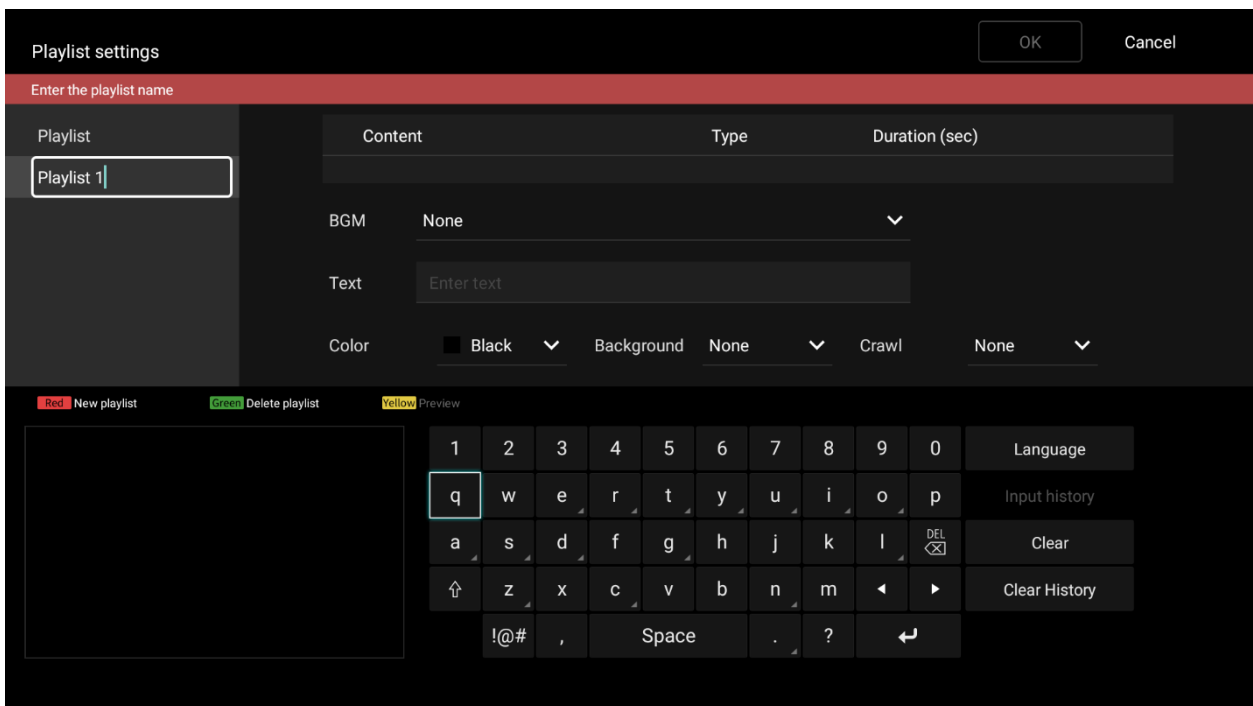 Playlist settings
OK
Cancel
Enter the playlist name
Playlist
Content
Type
Duration (sec)
Playlist 1
BGM
None
Text
Enter text
Color
Black
Background
None
Crawl
None
Red New playlist
Green Delete playlist
Yellow Preview
1 2 3 4 5 6 7 8 9 0 Language
q w e r t y u i o p Input history
a s d f g h j k l DEL Clear
z x c v b n m Clear History
!@# , Space . ?